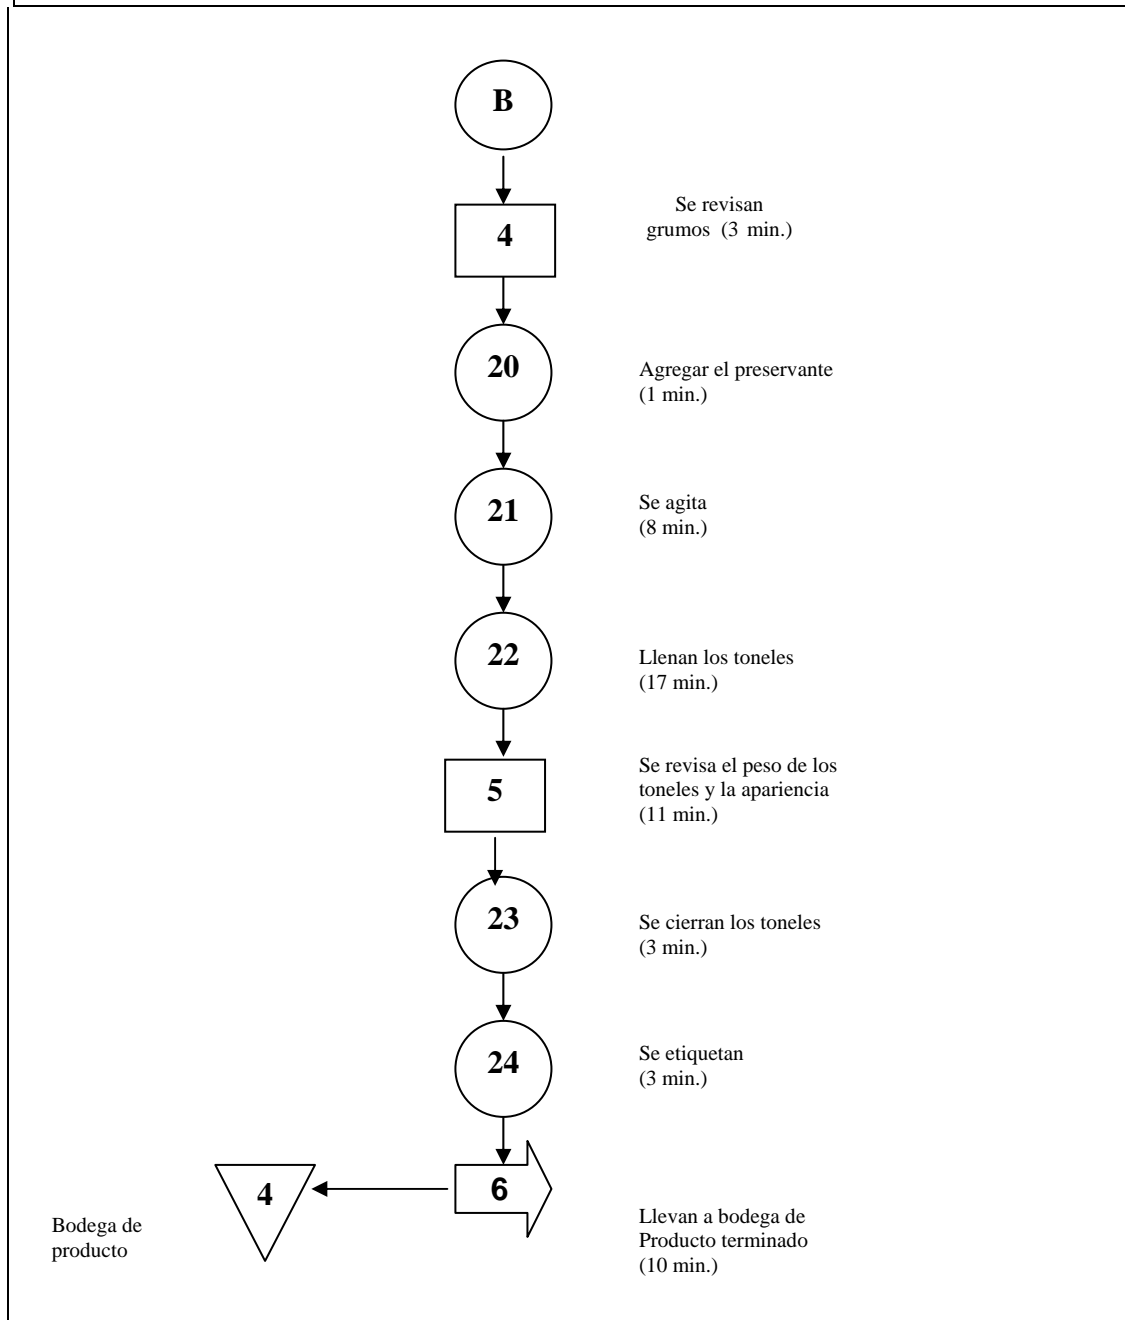 B
4
Se revisan
grumos (3 min.)
20
Agregar el preservante
(1 min.)
21
Se agita
(8 min.)
22
Llenan los toneles
(17 min.)
5
Se revisa el peso de los
toneles y la apariencia
(11 min.)
23
Se cierran los toneles
(3 min.)
24
Se etiquetan
(3 min.)
4
6
Bodega de
producto
Llevan a bodega de
Producto terminado
(10 min.)